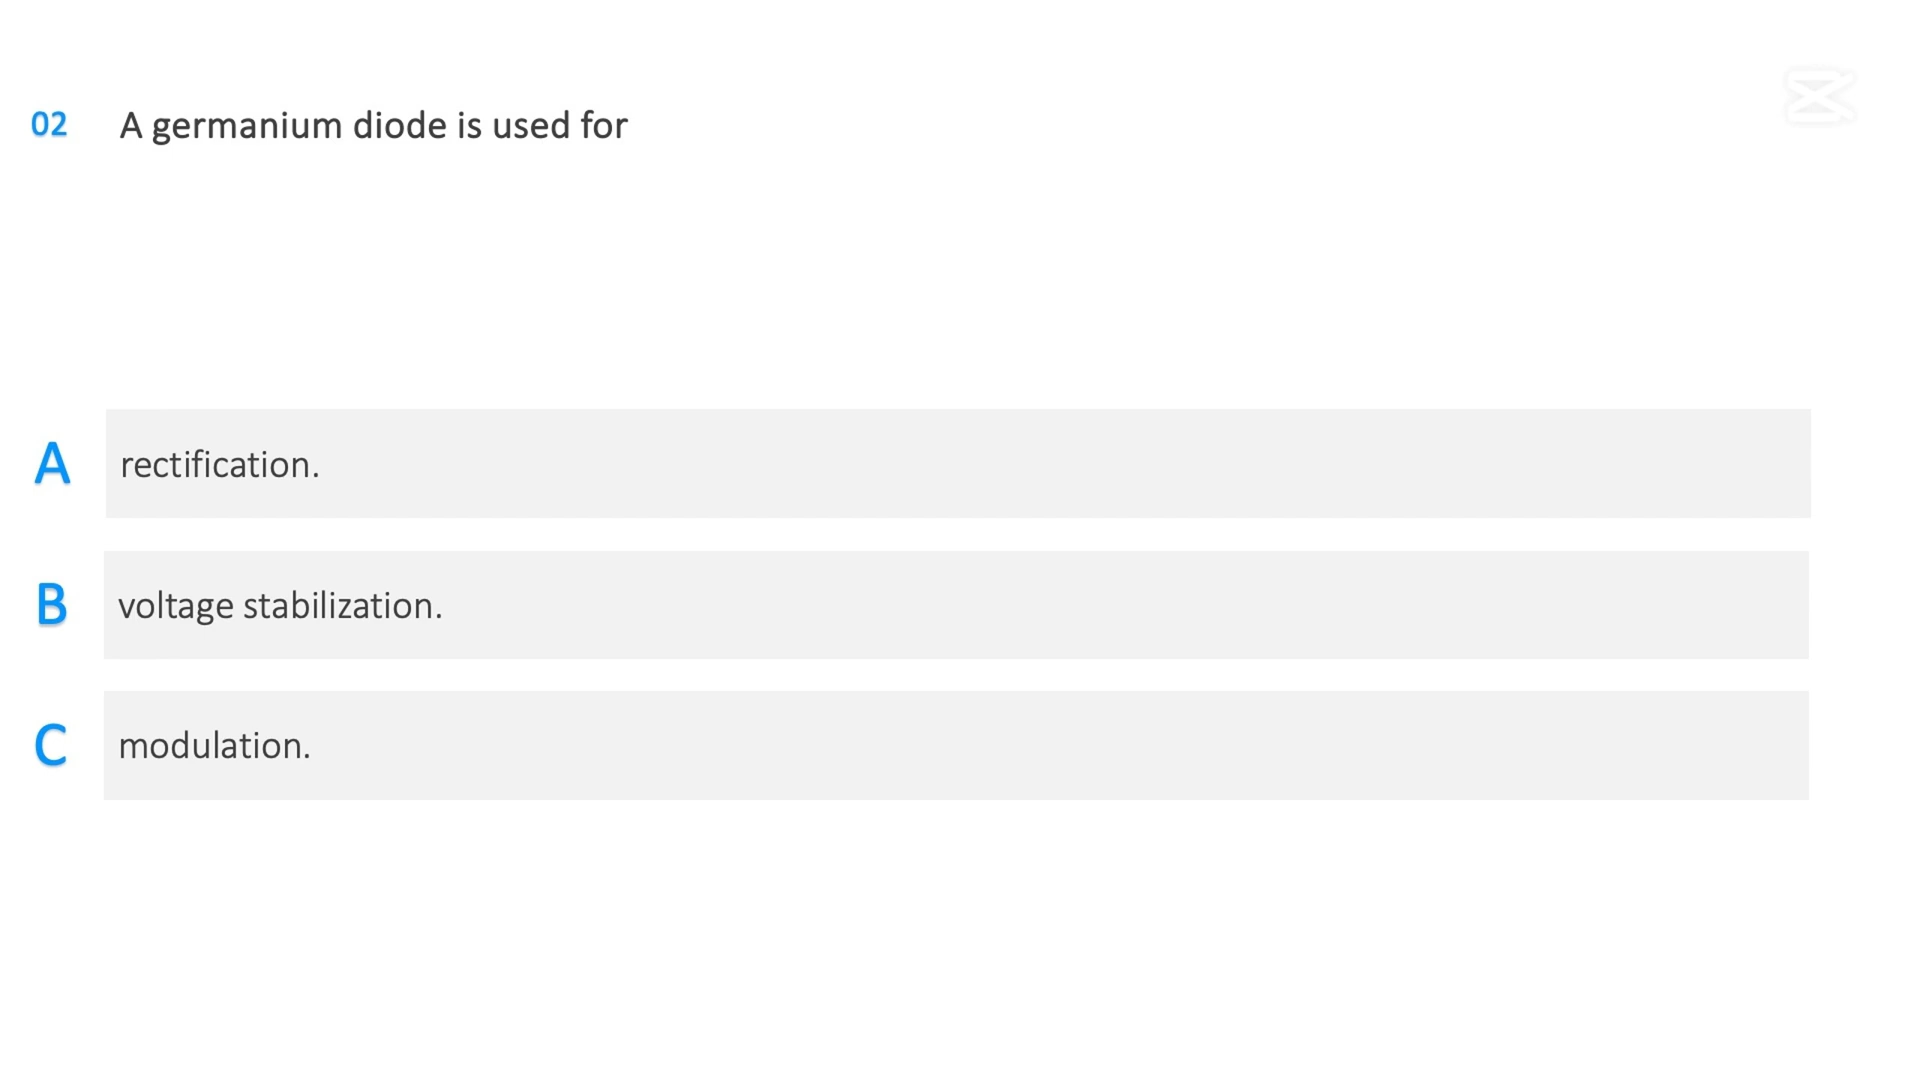 02 A germanium diode is used for
A rectification.
B voltage stabilization.
C modulation.